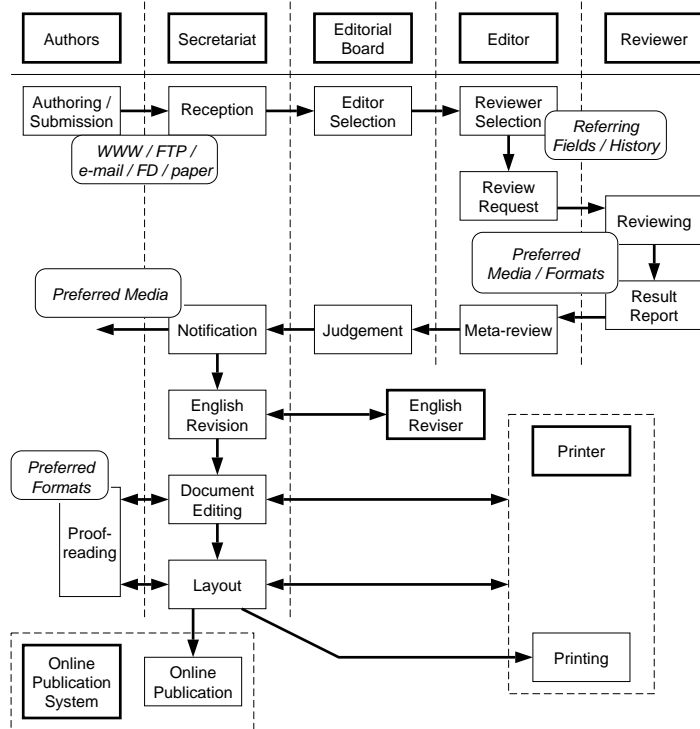 Authors
Secretariat
Editorial
Board
Editor
Reviewer
Authoring /
Submission
Reception
Editor
Selection
Reviewer
Selection
WWW / FTP /
e-mail / FD / paper
Referring
Fields / History
Review
Request
Reviewing
Preferred
Media / Formats
Preferred Media
Result
Report
Notification
Judgement
Meta-review
English
Revision
English
Reviser
Printer
Preferred
Formats
Document
Editing
Proof-
reading
Layout
Online
Publication
System
Online
Publication
Printing